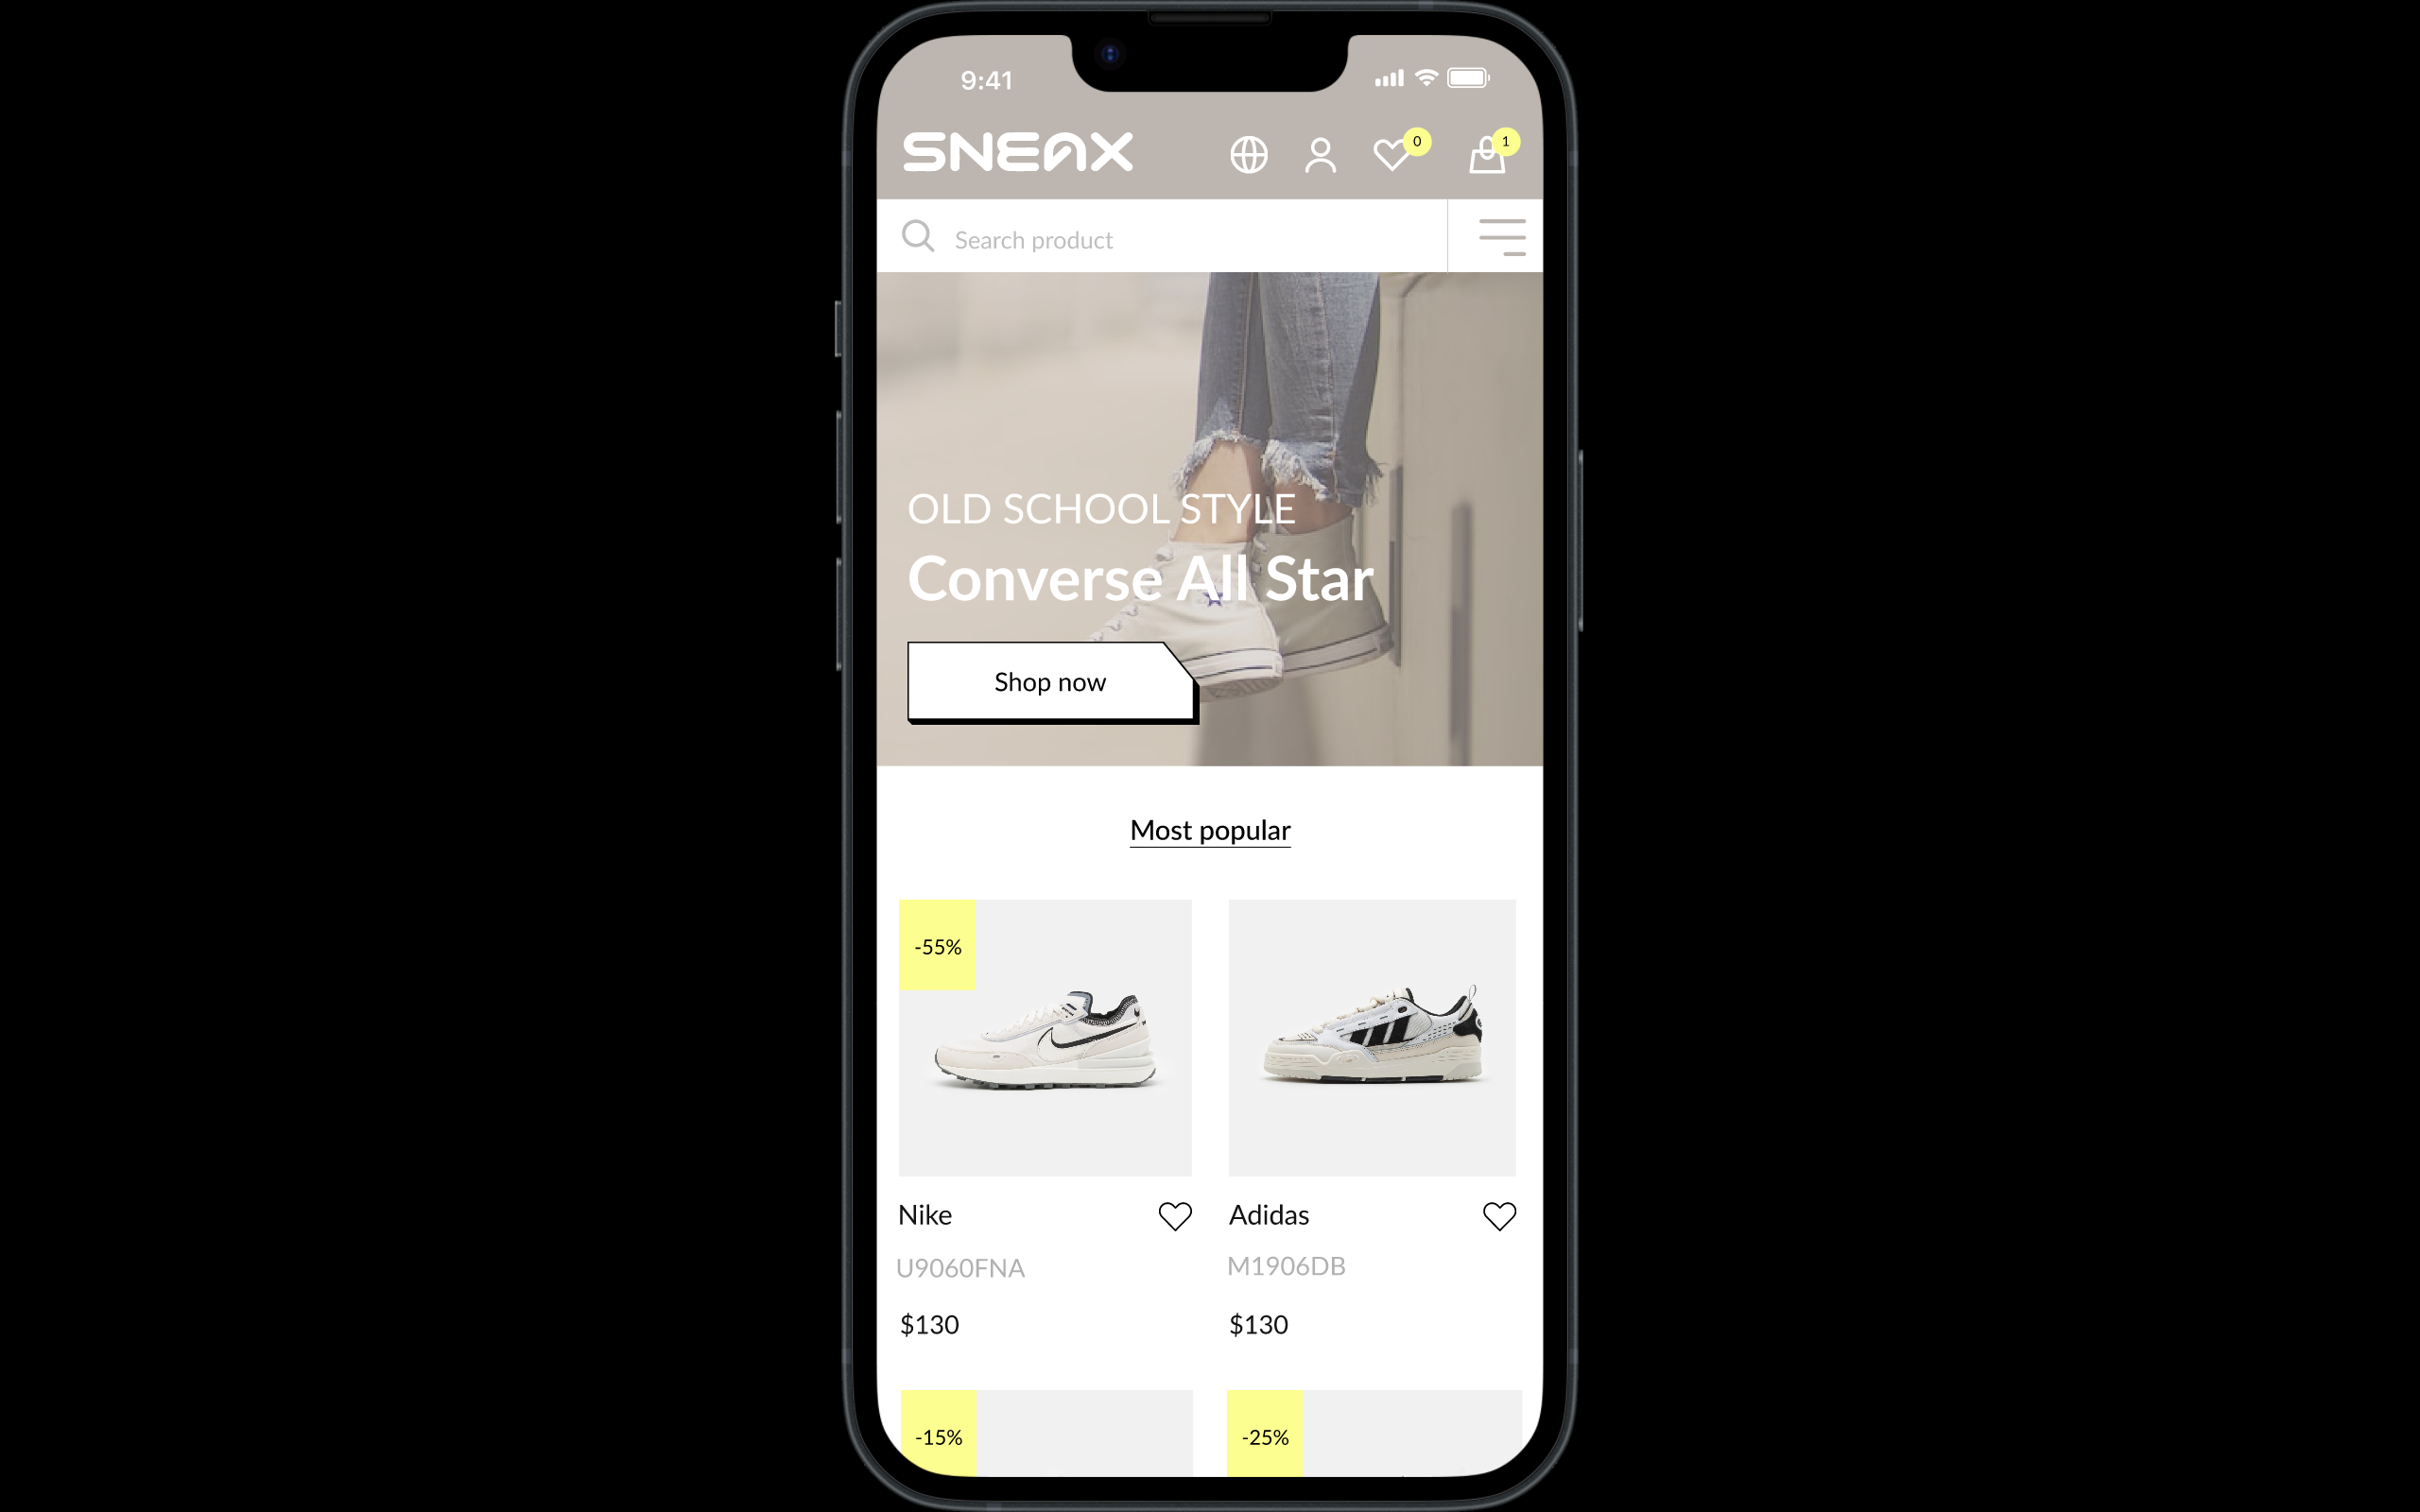 9:41
SNEAX
0
1
Search product
OLD SCHOOL STYLE
Converse All Star
Shop now
Most popular
-55%
Nike
Adidas
U9060FNA
M1906DB
$130
$130
-15%
-25%